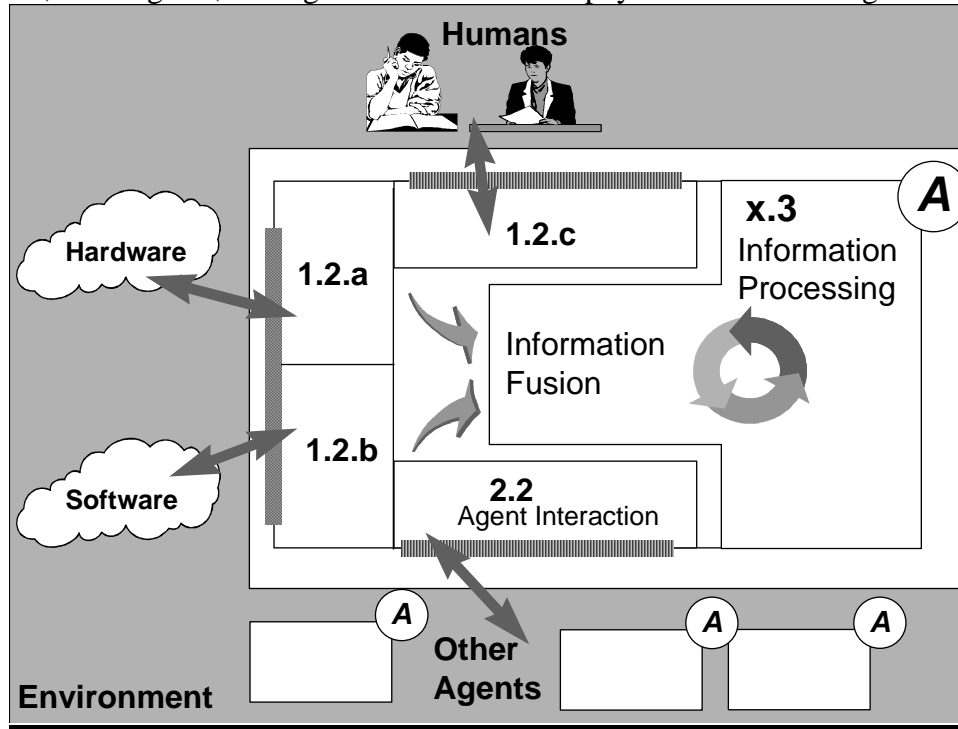 Humans
A
x.3
1.2.c
Hardware
Information
Processing
1.2.a
Information
Fusion
1.2.b
2.2
Software
Agent Interaction
A
A
A
Other
Agents
Environment